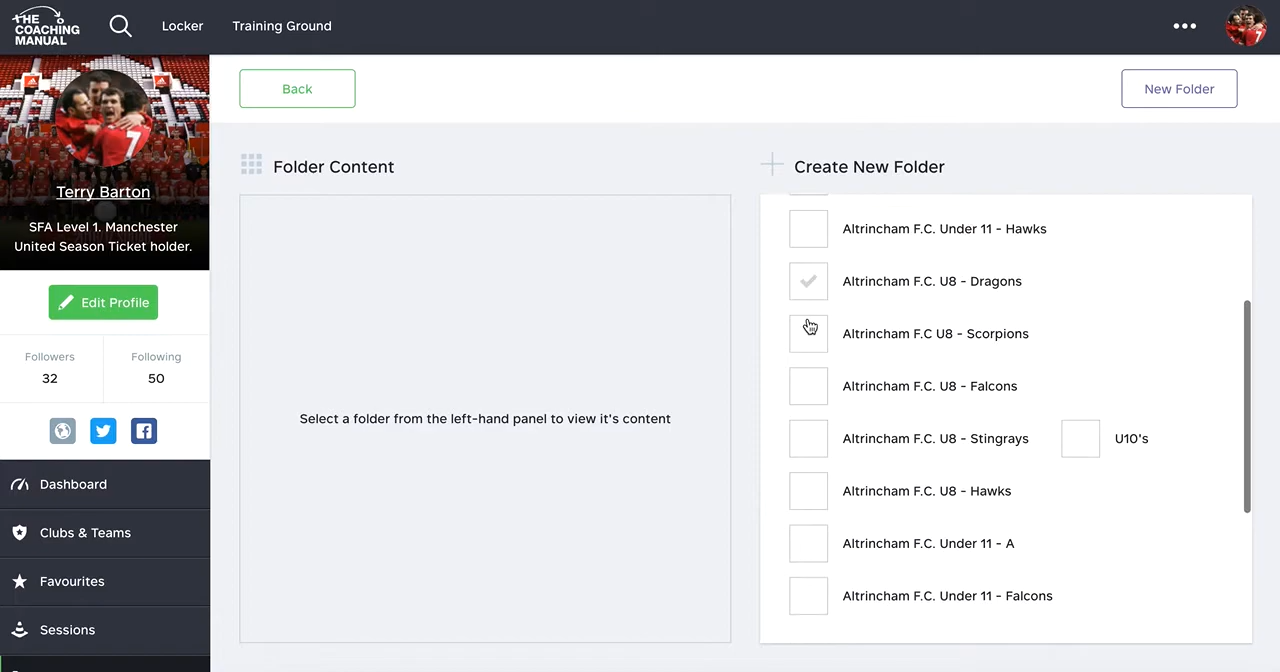 THE
COACHING
MANUAL
Locker
Training Ground
7
Terry Barton
SFA Level 1. Manchester
United Season Ticket holder.
Edit Profile
Followers
Following
32
50
Dashboard
Clubs & Teams
Favourites
Sessions
Back
New Folder
Folder Content
Select a folder from the left-hand panel to view it's content
Create New Folder
Altrincham F.C. Under 11 - Hawks
Altrincham F.C. U8 - Dragons
Altrincham F.C U8 - Scorpions
Altrincham F.C. U8 - Falcons
Altrincham F.C. U8 - Stingrays
U10's
Altrincham F.C. U8 - Hawks
Altrincham F.C. Under 11 - A
Altrincham F.C. Under 11 - Falcons